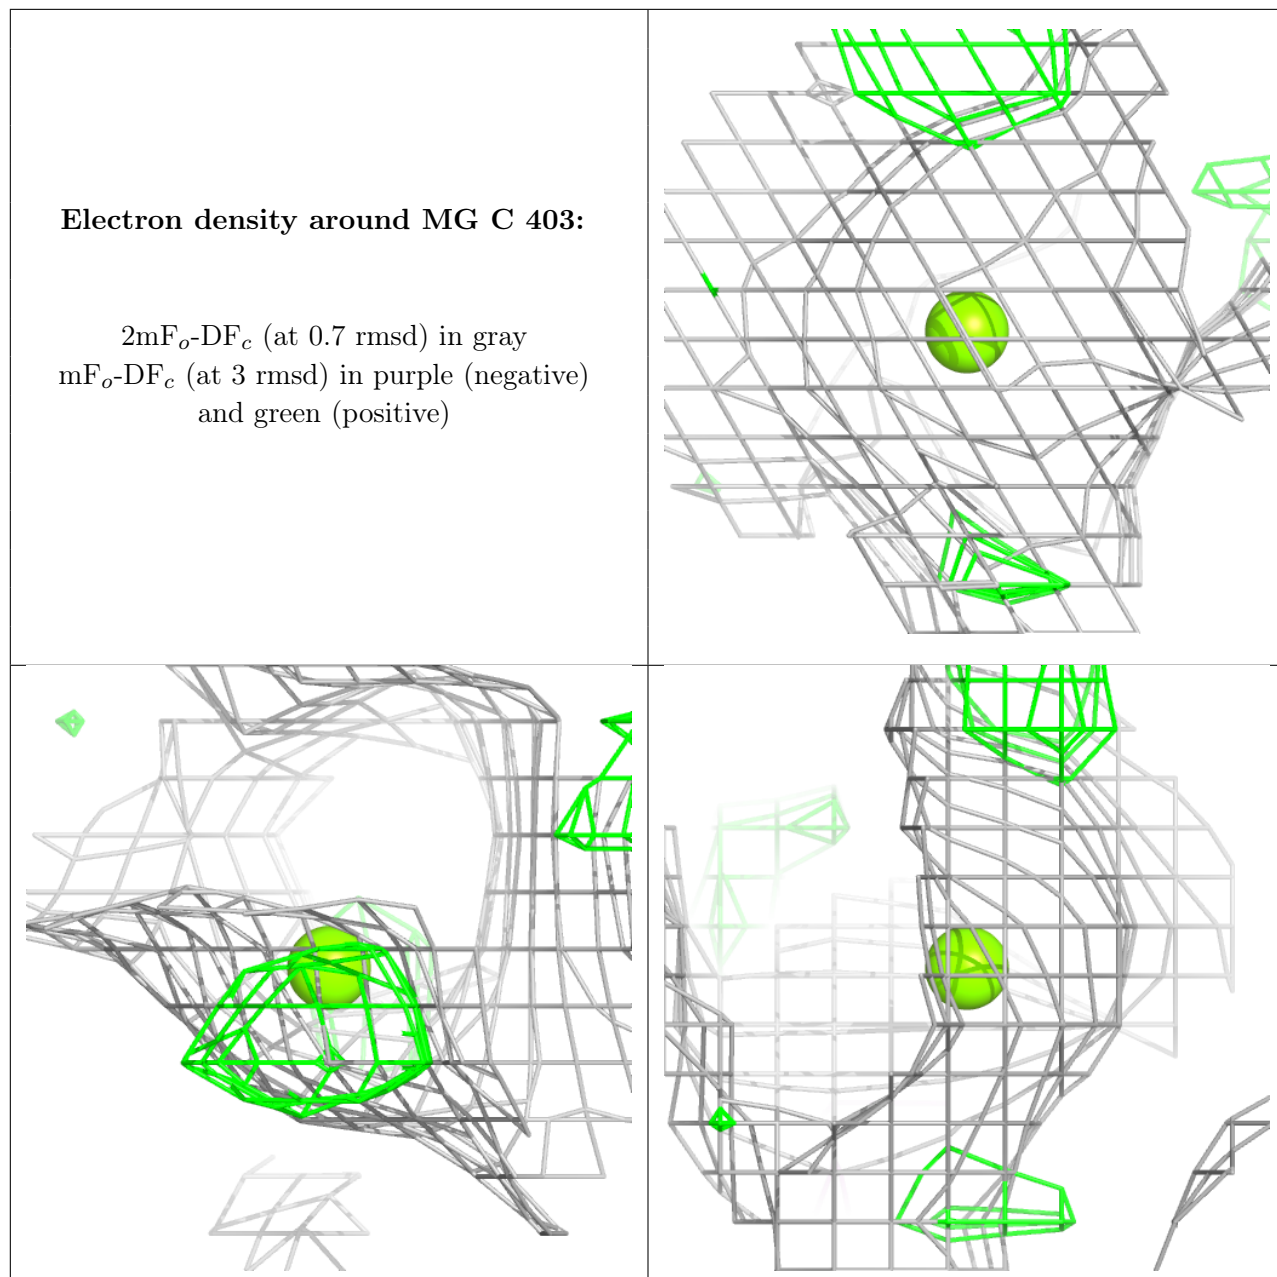 Electron density around MG C 403:
2mFₒ-DF𝒸 (at 0.7 rmsd) in gray
mFₒ-DF𝒸 (at 3 rmsd) in purple (negative)
and green (positive)